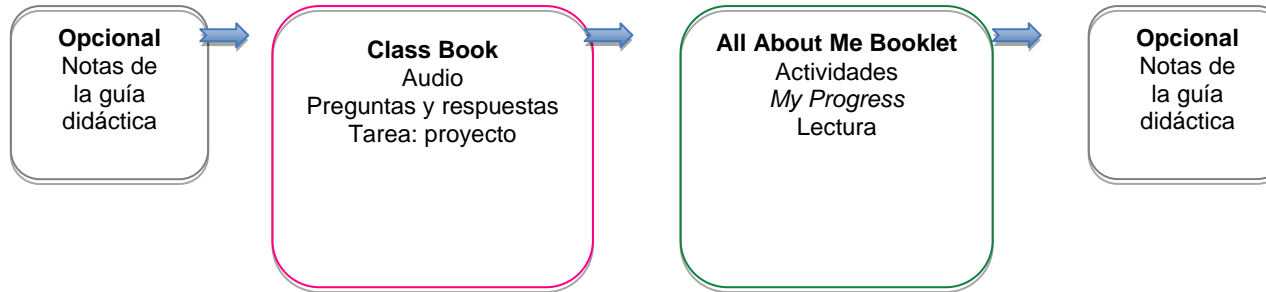 Opcional
Notas de
la guía
didáctica
Class Book
Audio
Preguntas y respuestas
Tarea: proyecto
All About Me Booklet
Actividades
My Progress
Lectura
Opcional
Notas de
la guía
didáctica